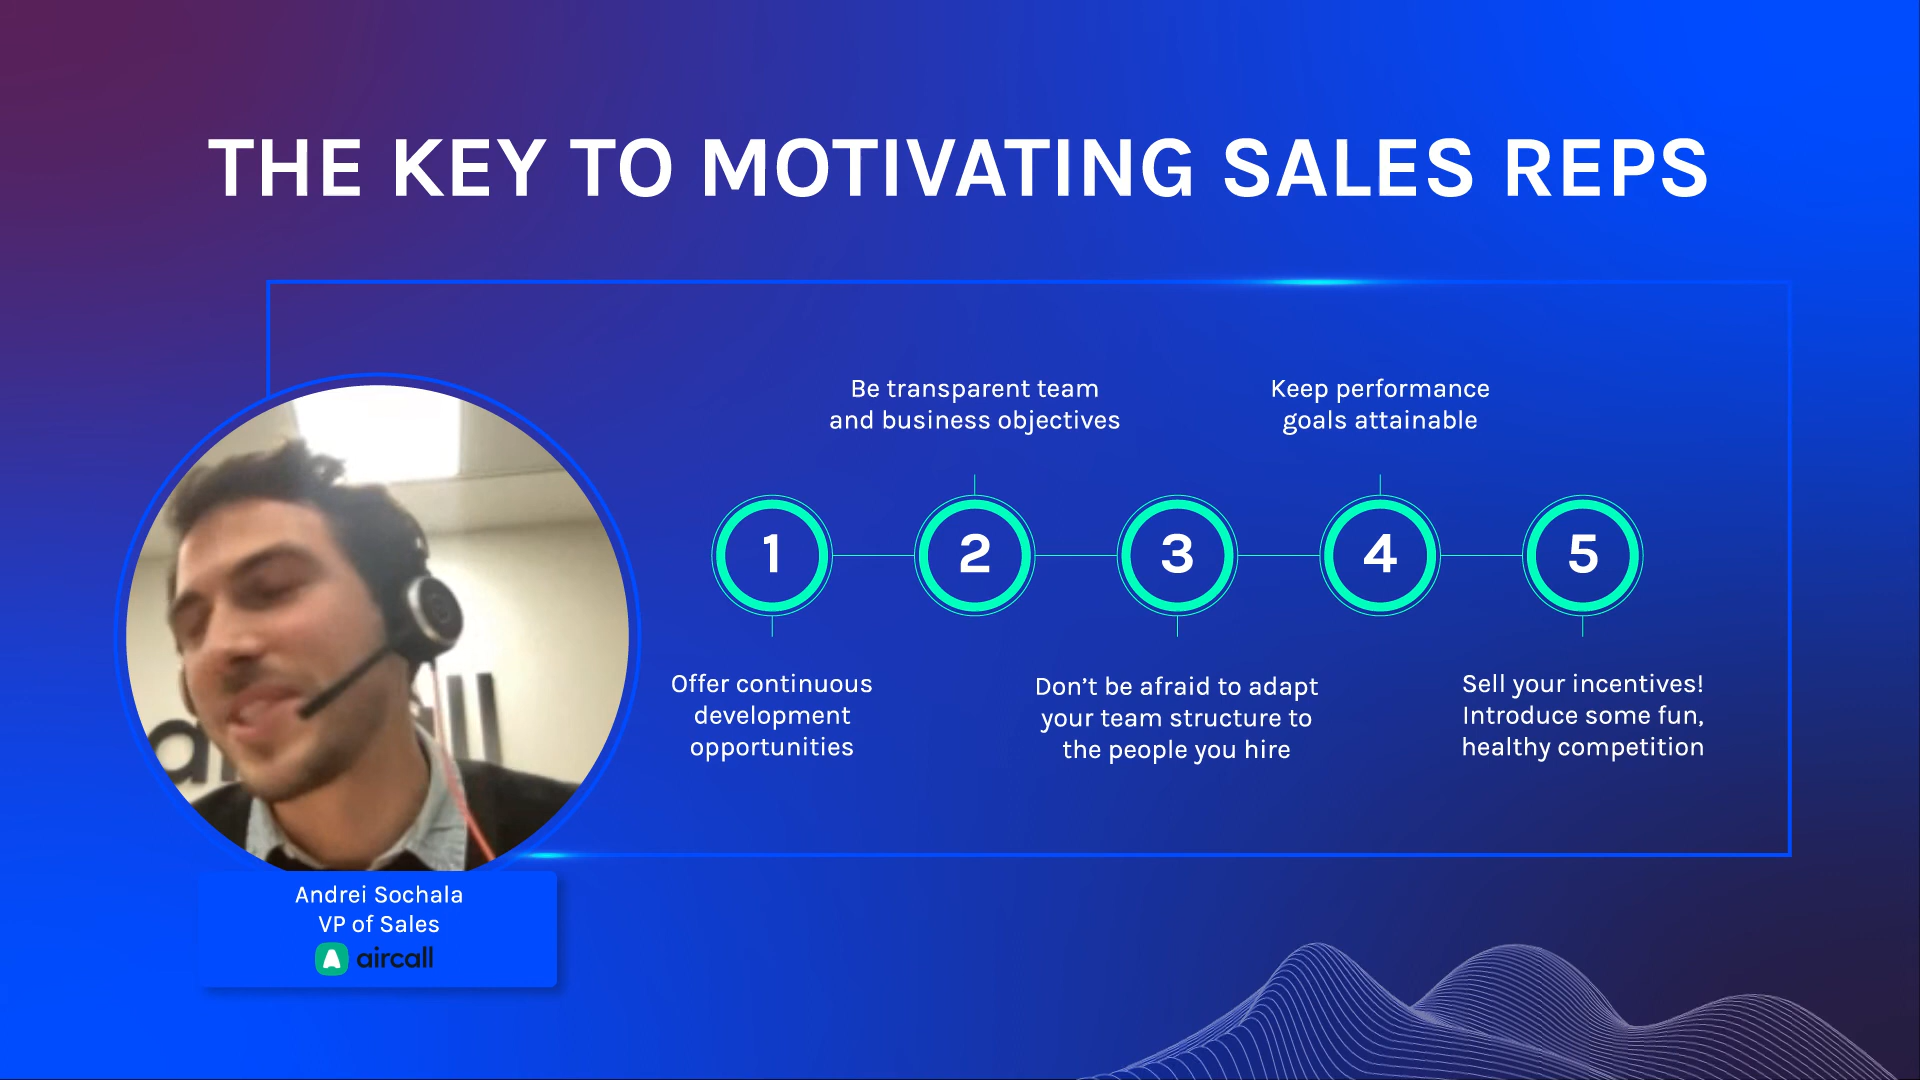 THE KEY TO MOTIVATING SALES REPS
Be transparent team
and business objectives
Keep performance
goals attainable
1
2
3
4
5
Offer continuous
development
opportunities
Don’t be afraid to adapt
your team structure to
the people you hire
Sell your incentives!
Introduce some fun,
healthy competition
Andrei Sochala
VP of Sales
aircall